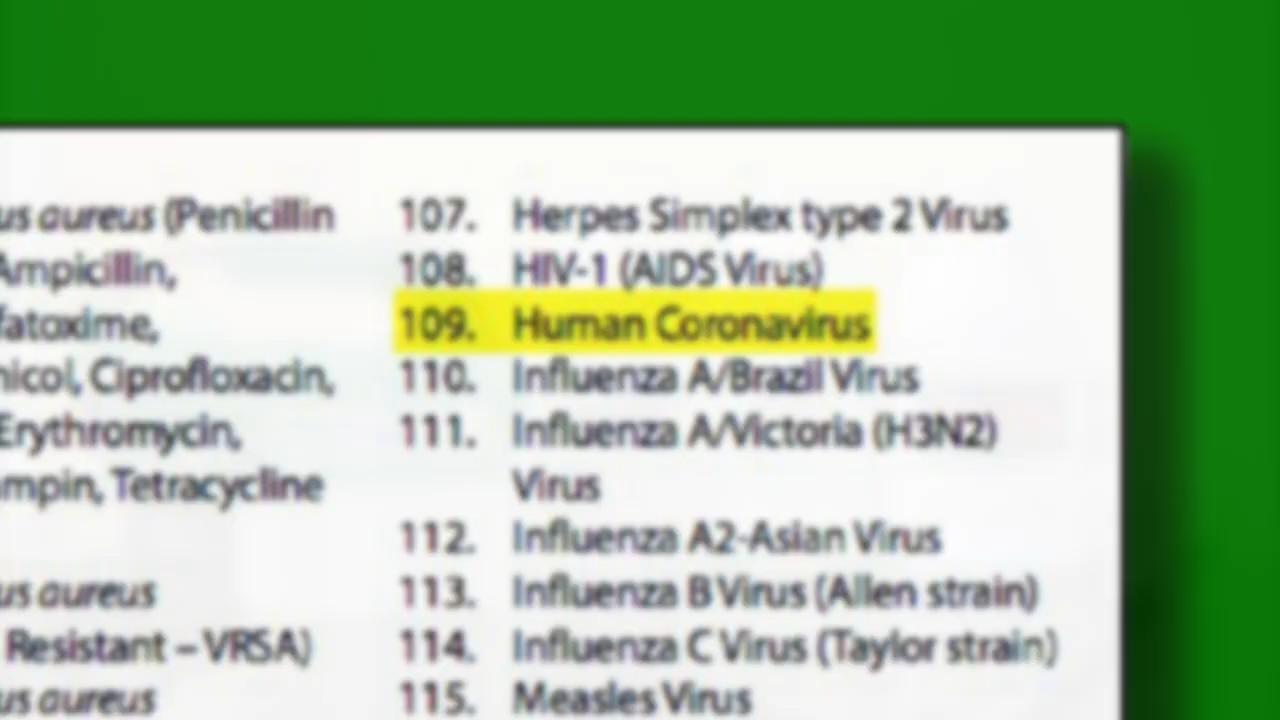 us aureus (Penicillin
Ampicillin,
fatoxime,
nicol, Ciprofloxacin,
Erythromycin,
ampin, Tetracycline
us aureus
Resistant – VRSA)
us aureus
107. Herpes Simplex type 2 Virus
108. HIV-1 (AIDS Virus)
109. Human Coronavirus
110. Influenza A/Brazil Virus
111. Influenza A/Victoria (H3N2)
Virus
112. Influenza A2-Asian Virus
113. Influenza B Virus (Allen strain)
114. Influenza C Virus (Taylor strain)
115. Measles Virus